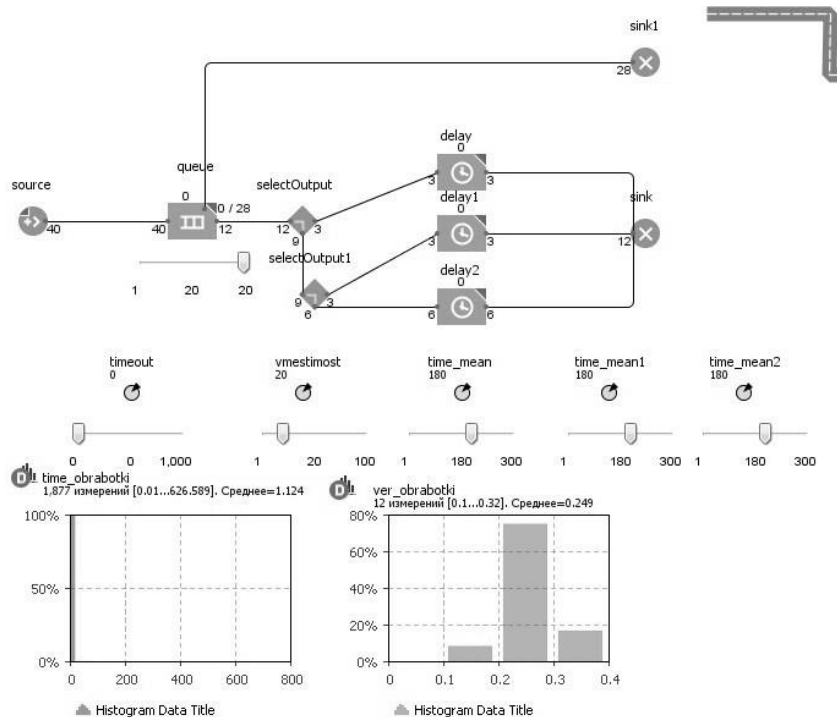 sink1
28
delay
0
3 3
queue
0
0 / 28
source
40 40 12
selectOutput
12 3
9
delay1
0
3 3
sink
12
selectOutput1
9 3
6
delay2
0
6 6
1 20 20
timeout
0
0 0 1,000
vmestimost
20
1 20 100
time_mean
180
1 180 300
time_mean1
180
1 180 300
time_mean2
180
1 180 300
time_obrabotki
1,877 измерений [0.01...626.589]. Среднее=1.124
100%
50%
0%
0 200 400 600 800
Histogram Data Title
ver_obrabotki
12 измерений [0.1...0.32]. Среднее=0.249
80%
60%
40%
20%
0%
0 0.1 0.2 0.3 0.4
Histogram Data Title